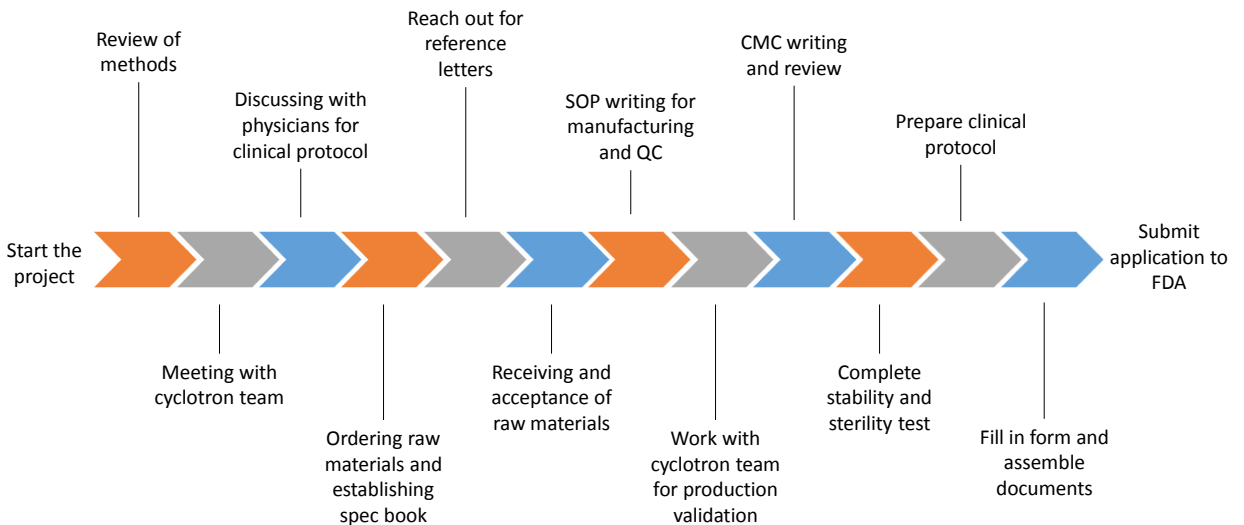 Start the
project
Review of
methods
Meeting with
cyclotron team
Discussing with
physicians for
clinical protocol
Ordering raw
materials and
establishing
spec book
Reach out for
reference
letters
Receiving and
acceptance of
raw materials
SOP writing for
manufacturing
and QC
Work with
cyclotron team
for production
validation
CMC writing
and review
Complete
stability and
sterility test
Prepare clinical
protocol
Fill in form and
assemble
documents
Submit
application to
FDA